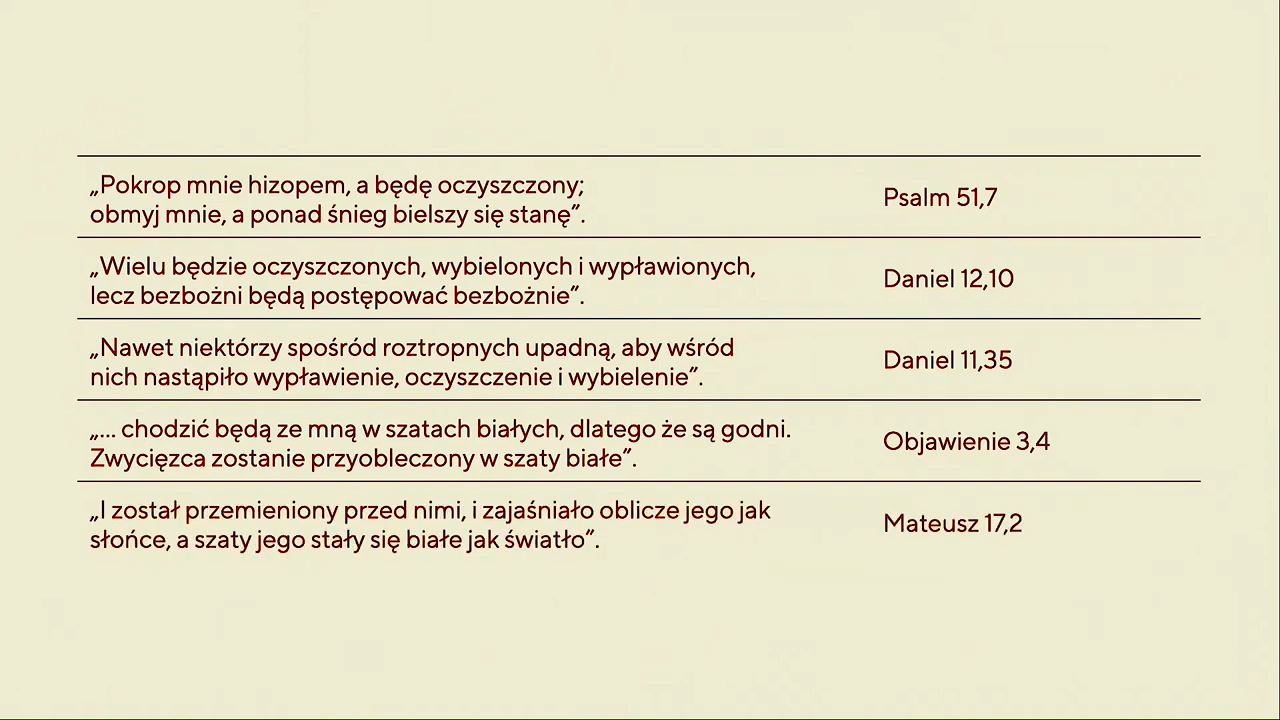 „Pokrop mnie hizopem, a będę oczyszczony;
obmyj mnie, a ponad śnieg bielszy się stanę”.
Psalm 51,7
„Wielu będzie oczyszczonych, wybielonych i wypławionych,
lecz bezbożni będą postępować bezbożnie”.
Daniel 12,10
„Nawet niektórzy spośród roztropnych upadną, aby wśród
nich nastąpiło wypławienie, oczyszczenie i wybielenie”.
Daniel 11,35
„... chodzić będą ze mną w szatach białych, dlatego że są godni.
Zwycięzca zostanie przyobleczony w szaty białe”.
Objawienie 3,4
„I został przemieniony przed nimi, i zajaśniało oblicze jego jak
słońce, a szaty jego stały się białe jak światło”.
Mateusz 17,2